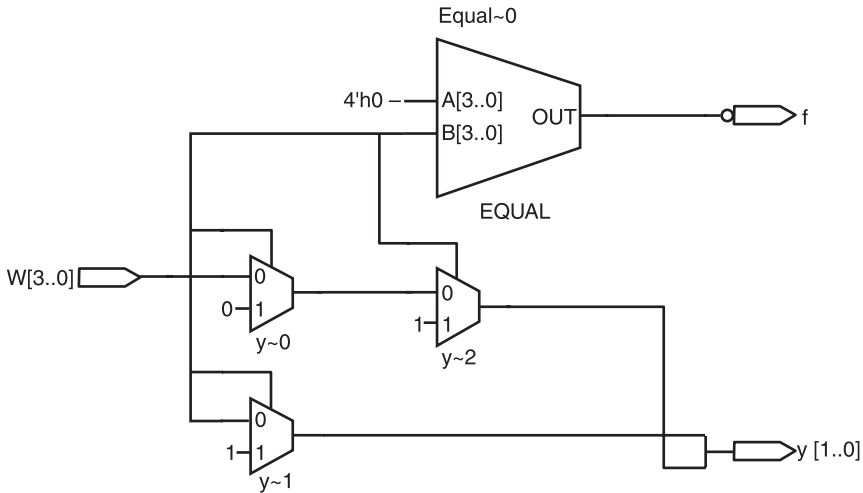 Equal~0
4'h0
A[3..0]
B[3..0]
OUT
f
EQUAL
W[3..0]
0
0
1
y~0
0
1
1
y~2
0
1
1
y~1
y [1..0]